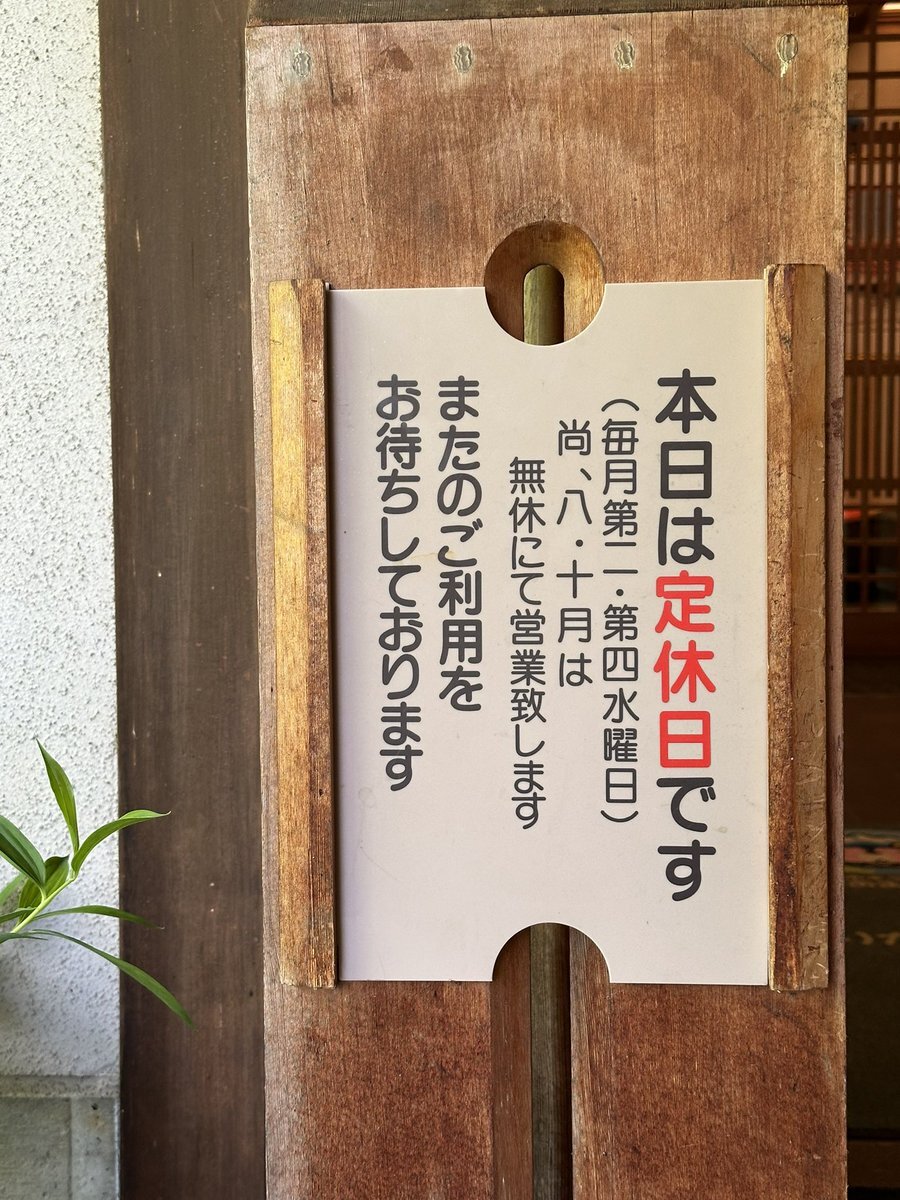 本日は定休日です
（毎月第二・第四水曜日）
尚、八・十月は
無休にて営業致します
またのご利用を
お待ちしております